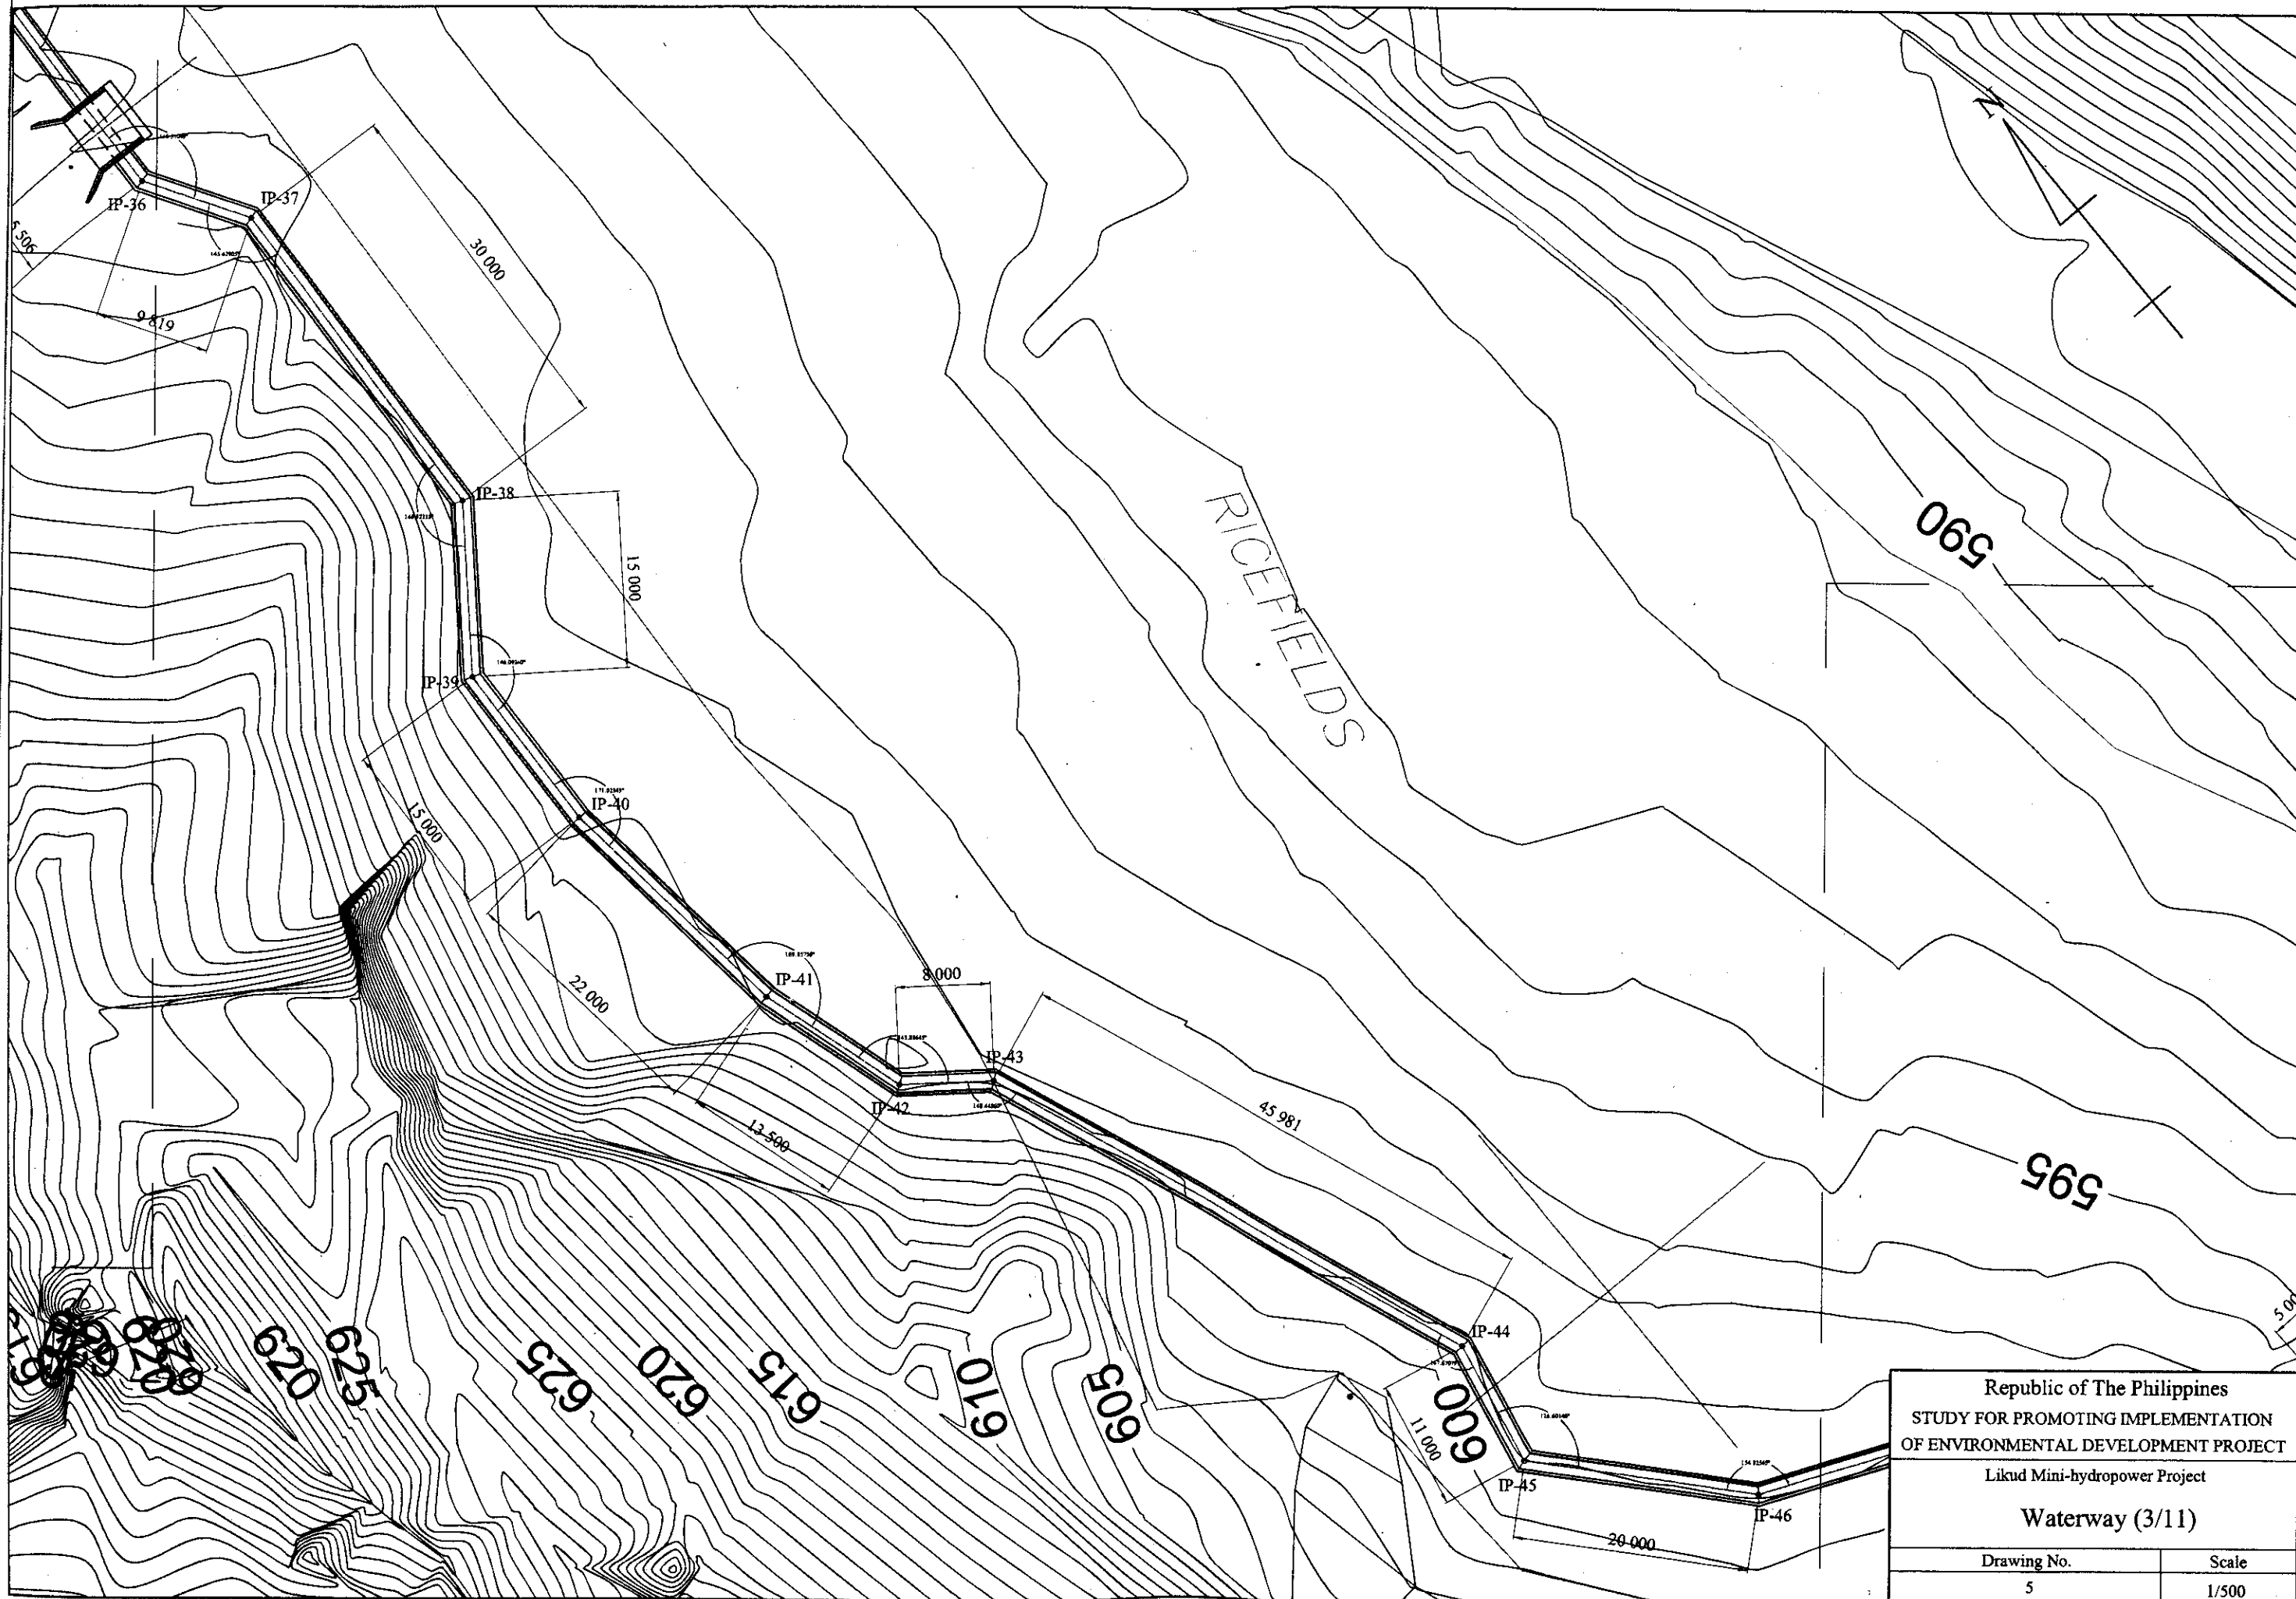 N
IP-36
IP-37
5 506
9 819
30 000
IP-38
15 000
IP-39
RICEFIELDS
590
IP-40
15 000
IP-41
22 000
8 000
IP-43
IP-42
13 500
45 981
595
IP-44
600
11 000
IP-45
IP-46
20 000
620
620
620
625
625
620
615
610
605
Republic of The Philippines
STUDY FOR PROMOTING IMPLEMENTATION
OF ENVIRONMENTAL DEVELOPMENT PROJECT
Likud Mini-hydropower Project
Waterway (3/11)
Drawing No. Scale
5 1/500